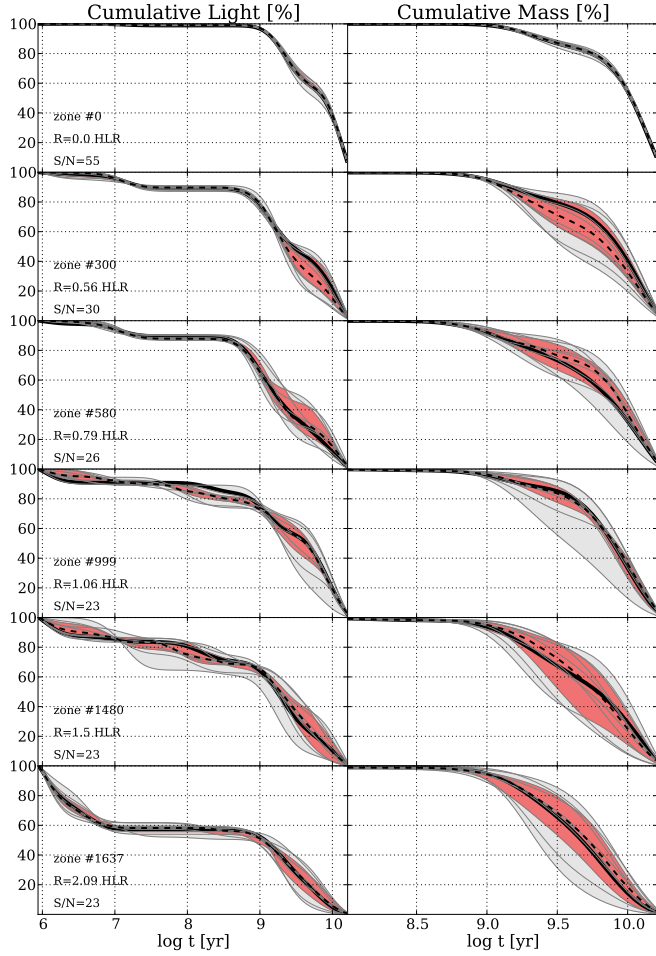 Cumulative Light [%] Cumulative Mass [%]
100
80
60
40
20
zone #0
R=0.0 HLR
S/N=55
100
80
60
40
20
zone #300
R=0.56 HLR
S/N=30
100
80
60
40
20
zone #580
R=0.79 HLR
S/N=26
100
80
60
40
20
zone #999
R=1.06 HLR
S/N=23
100
80
60
40
20
zone #1480
R=1.5 HLR
S/N=23
100
80
60
40
20
zone #1637
R=2.09 HLR
S/N=23
6 7 8 9 10 8.5 9.0 9.5 10.0
log t [yr] log t [yr]